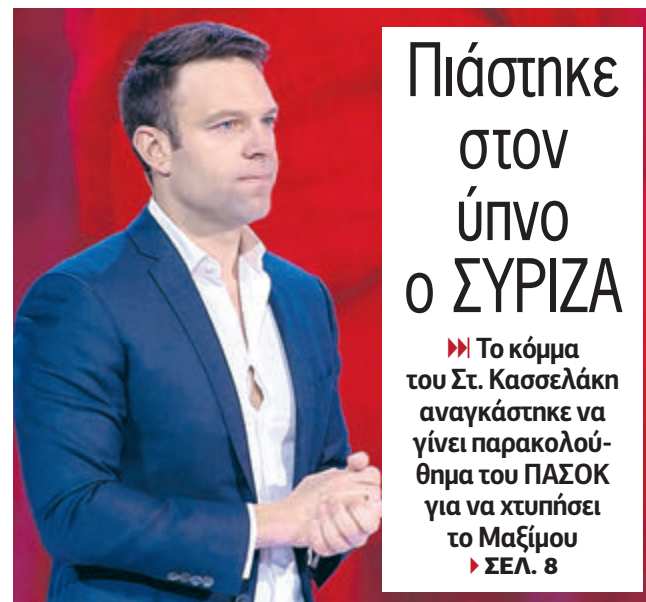 Πιάστηκε
στον
ύπνο
ο ΣΥΡΙΖΑ
Το κόμμα
του Στ. Κασσελάκη
αναγκάστηκε να
γίνει παρακολού-
θημα του ΠΑΣΟΚ
για να χτυπήσει
το Μαξίμου
ΣΕΛ. 8